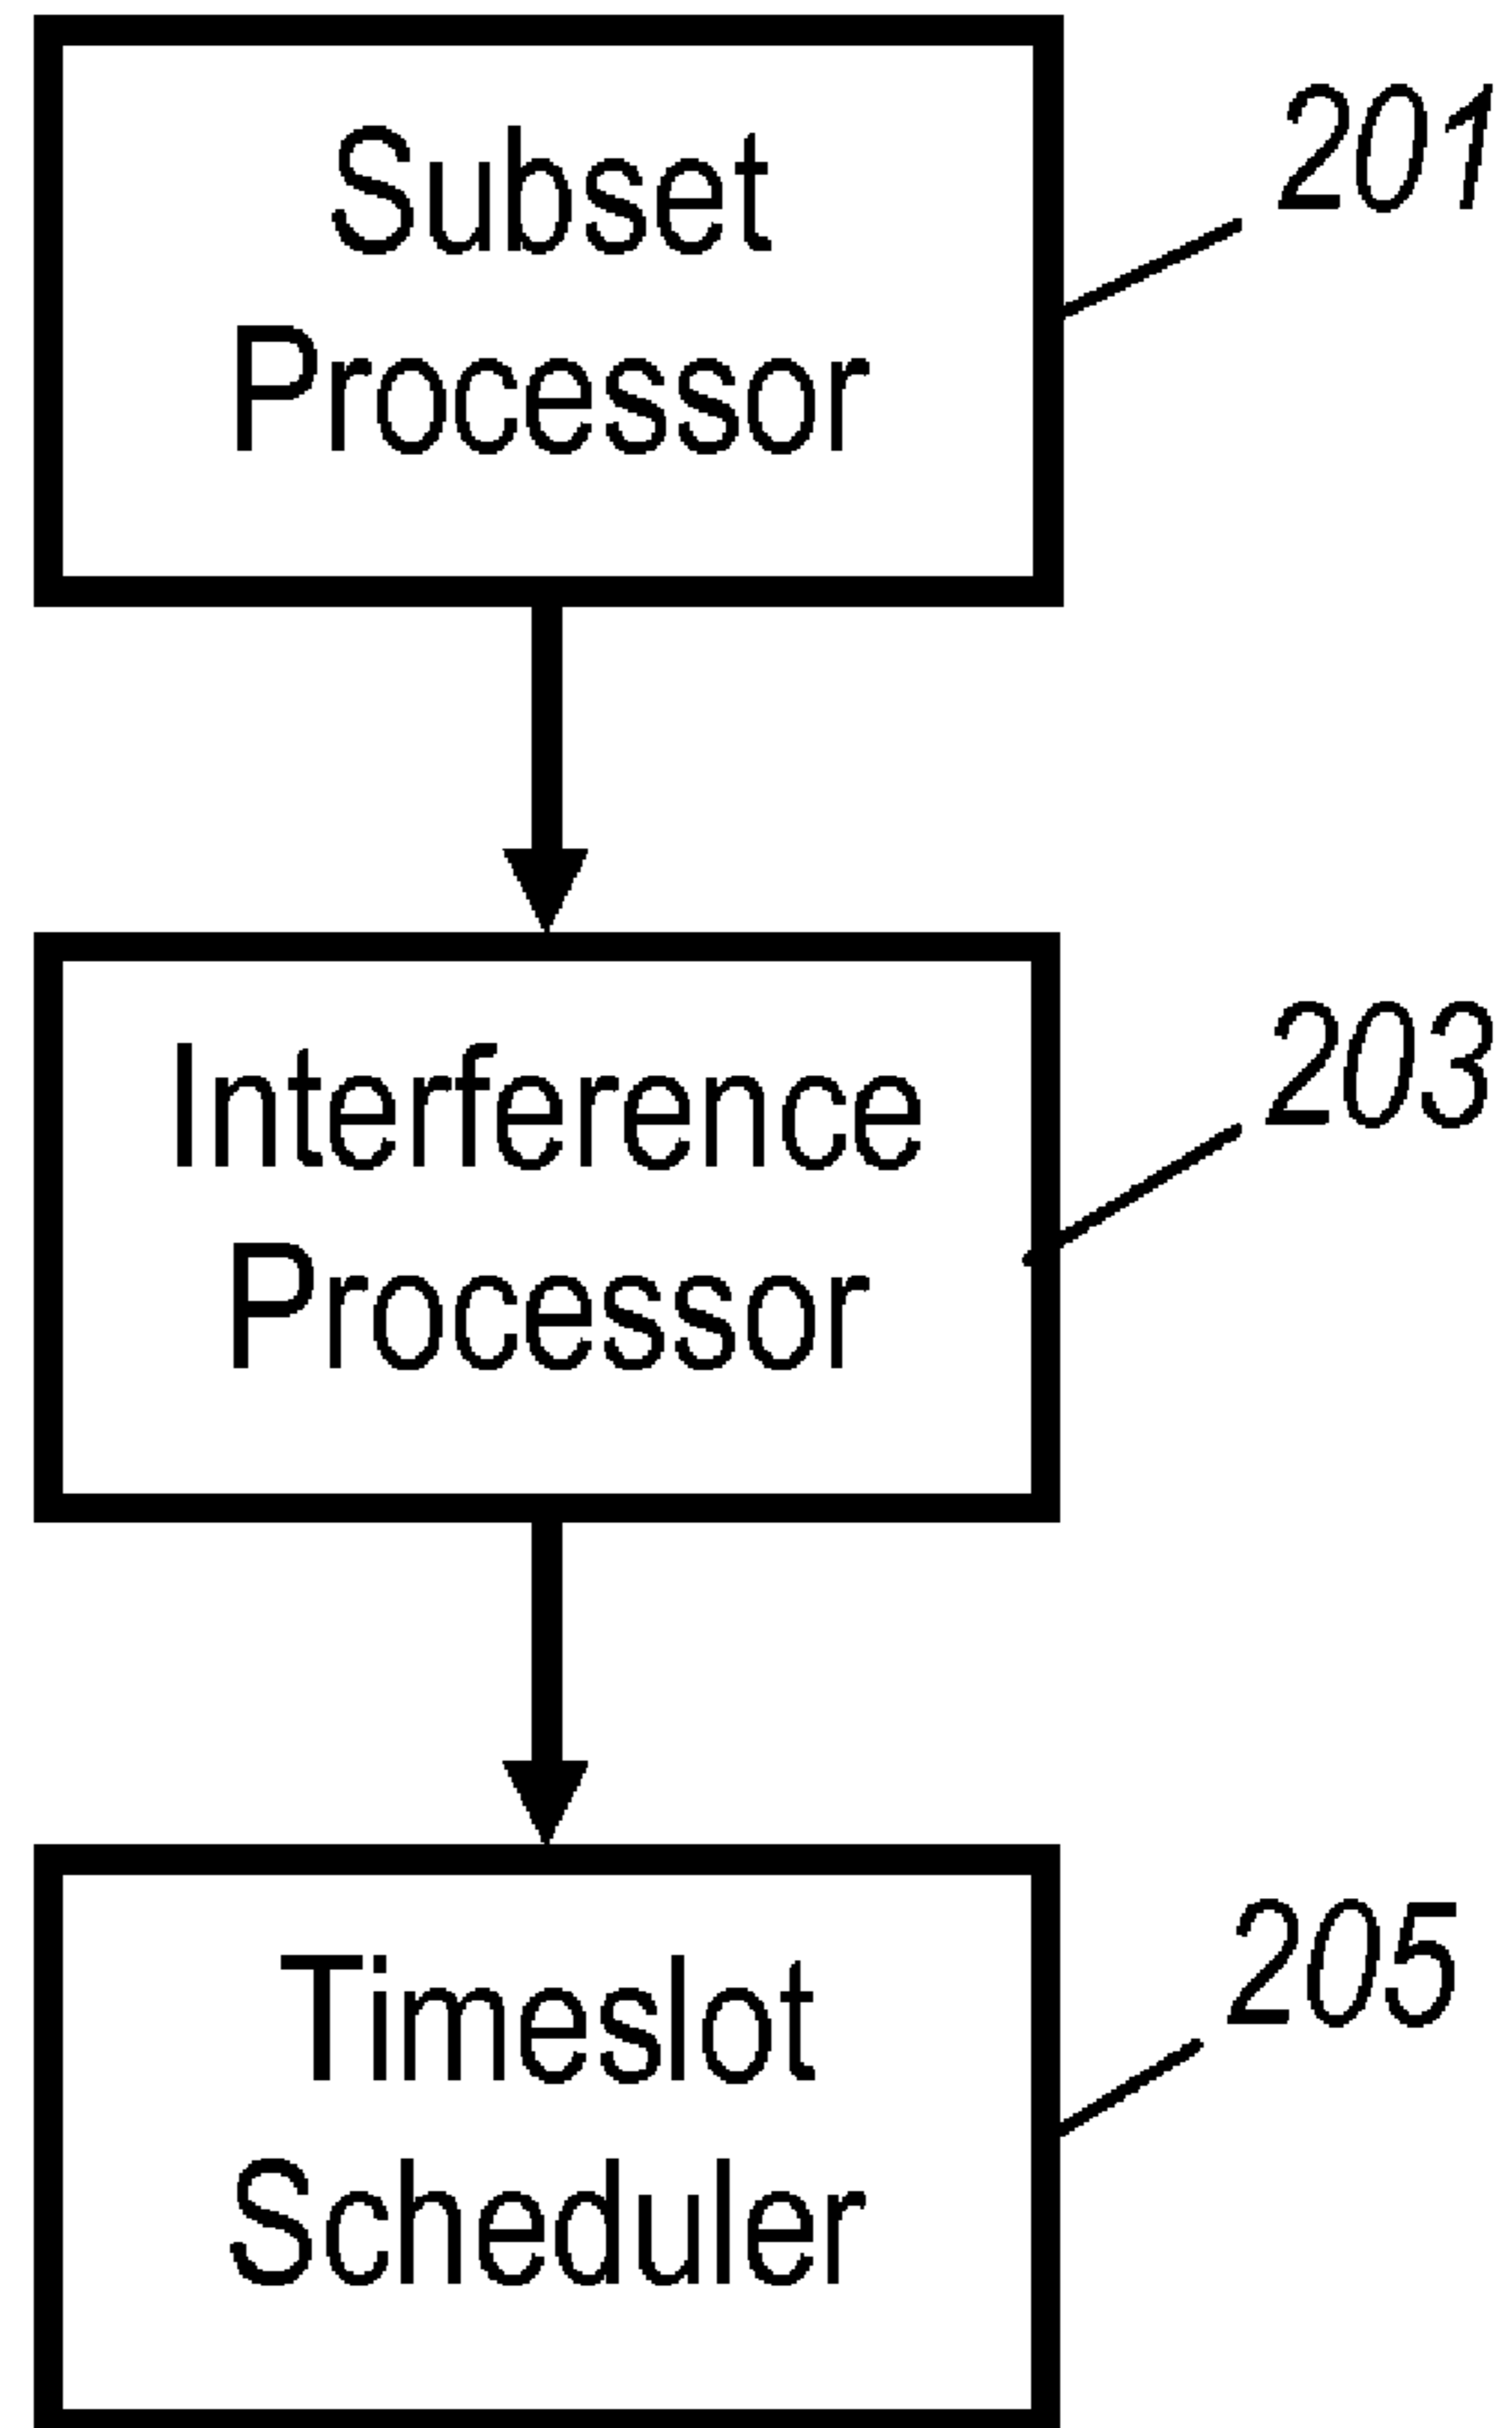 Subset
Processor
201
Interference
Processor
203
Timeslot
Scheduler
205